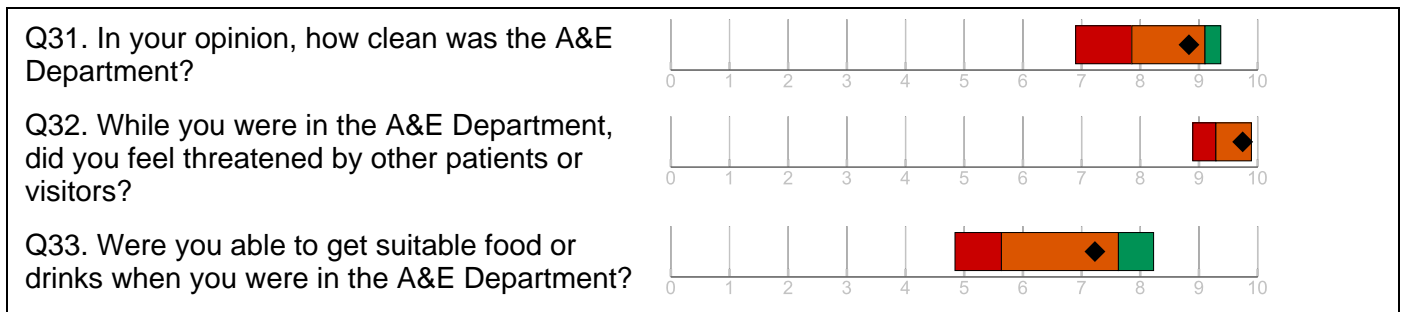 Q31. In your opinion, how clean was the A&E
Department?
0 1 2 3 4 5 6 7 8 9 10
Q32. While you were in the A&E Department,
did you feel threatened by other patients or
visitors?
0 1 2 3 4 5 6 7 8 9 10
Q33. Were you able to get suitable food or
drinks when you were in the A&E Department?
0 1 2 3 4 5 6 7 8 9 10